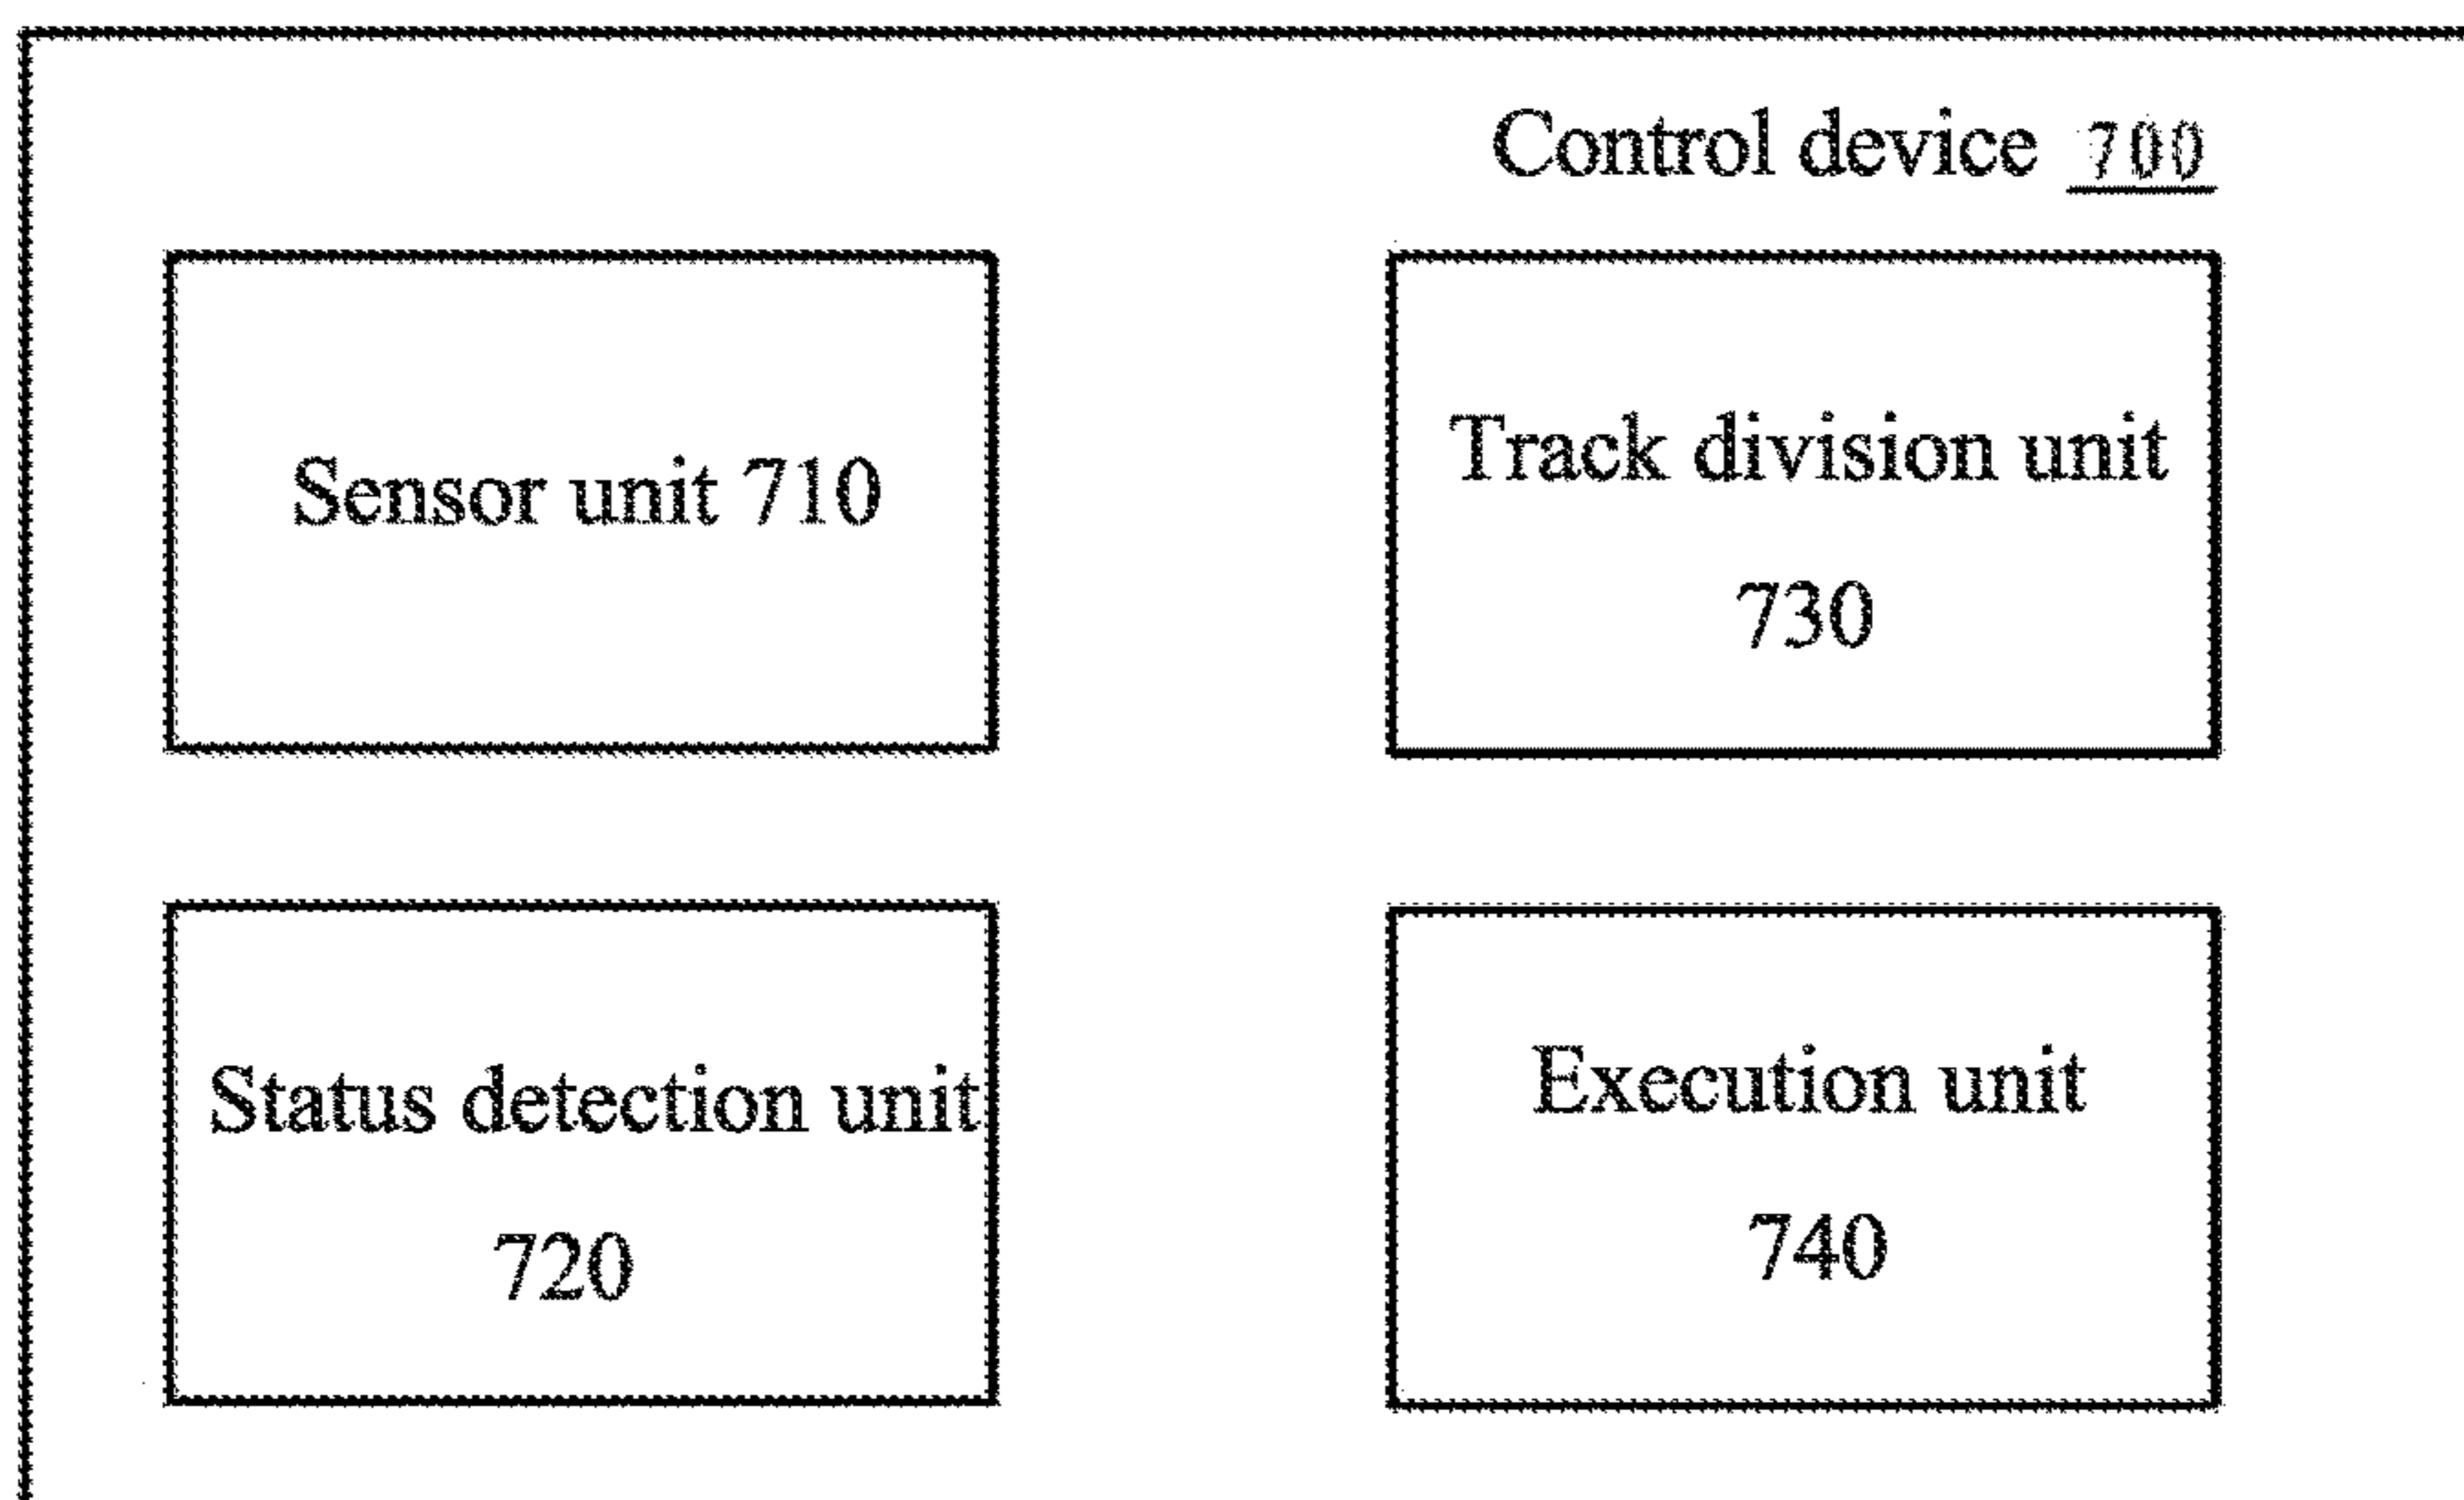 Control device 700
Sensor unit 710
Track division unit
730
Status detection unit
720
Execution unit
740